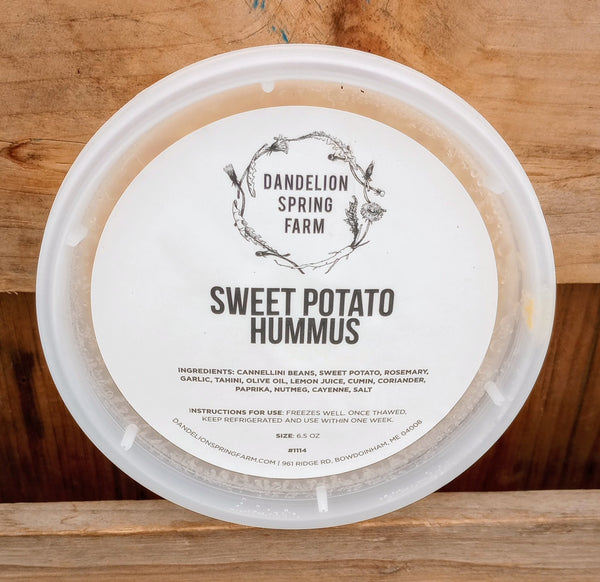 DANDELION
SPRING
FARM
SWEET POTATO
HUMMUS
INGREDIENTS: CANNELLINI BEANS, SWEET POTATO, ROSEMARY,
GARLIC, TAHINI, OLIVE OIL, LEMON JUICE, CUMIN, CORIANDER,
PAPRIKA, NUTMEG, CAYENNE, SALT
INSTRUCTIONS FOR USE: FREEZES WELL. ONCE THAWED,
KEEP REFRIGERATED AND USE WITHIN ONE WEEK.
SIZE: 6.5 OZ
#1114
DANDELIONSPRINGFARM.COM | 961 RIDGE RD. BOWDOINHAM, ME 04008